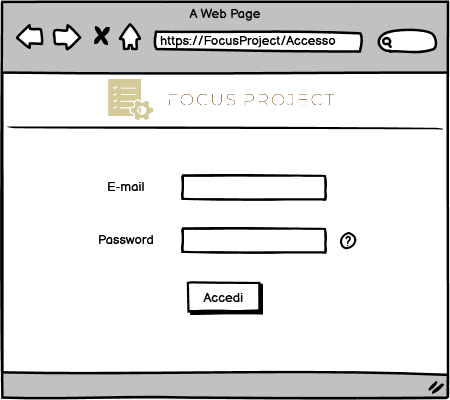 A Web Page
https://FocusProject/Accesso
FOCUS PROJECT
E-mail
Password
?
Accedi